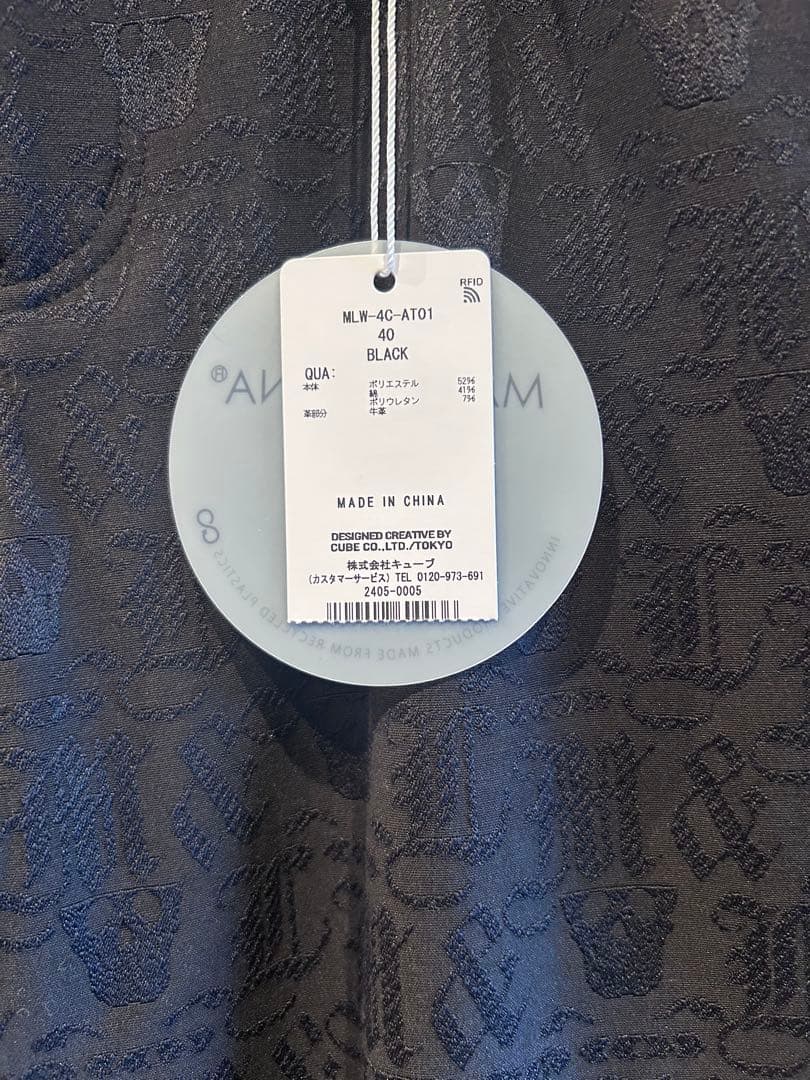 RFID
MLW-4C-AT01
40
BLACK
QUA:
本体 ポリエステル 52%
綿 41%
ポリウレタン 7%
革部分 牛革
MADE IN CHINA
DESIGNED CREATIVE BY
CUBE CO.,LTD./TOKYO
株式会社キューブ
(カスタマーサービス) TEL 0120-973-691
2405-0005
MA
NA®
INNOVATIVE
PRODUCTS MADE FROM RECYCLED PLASTICS